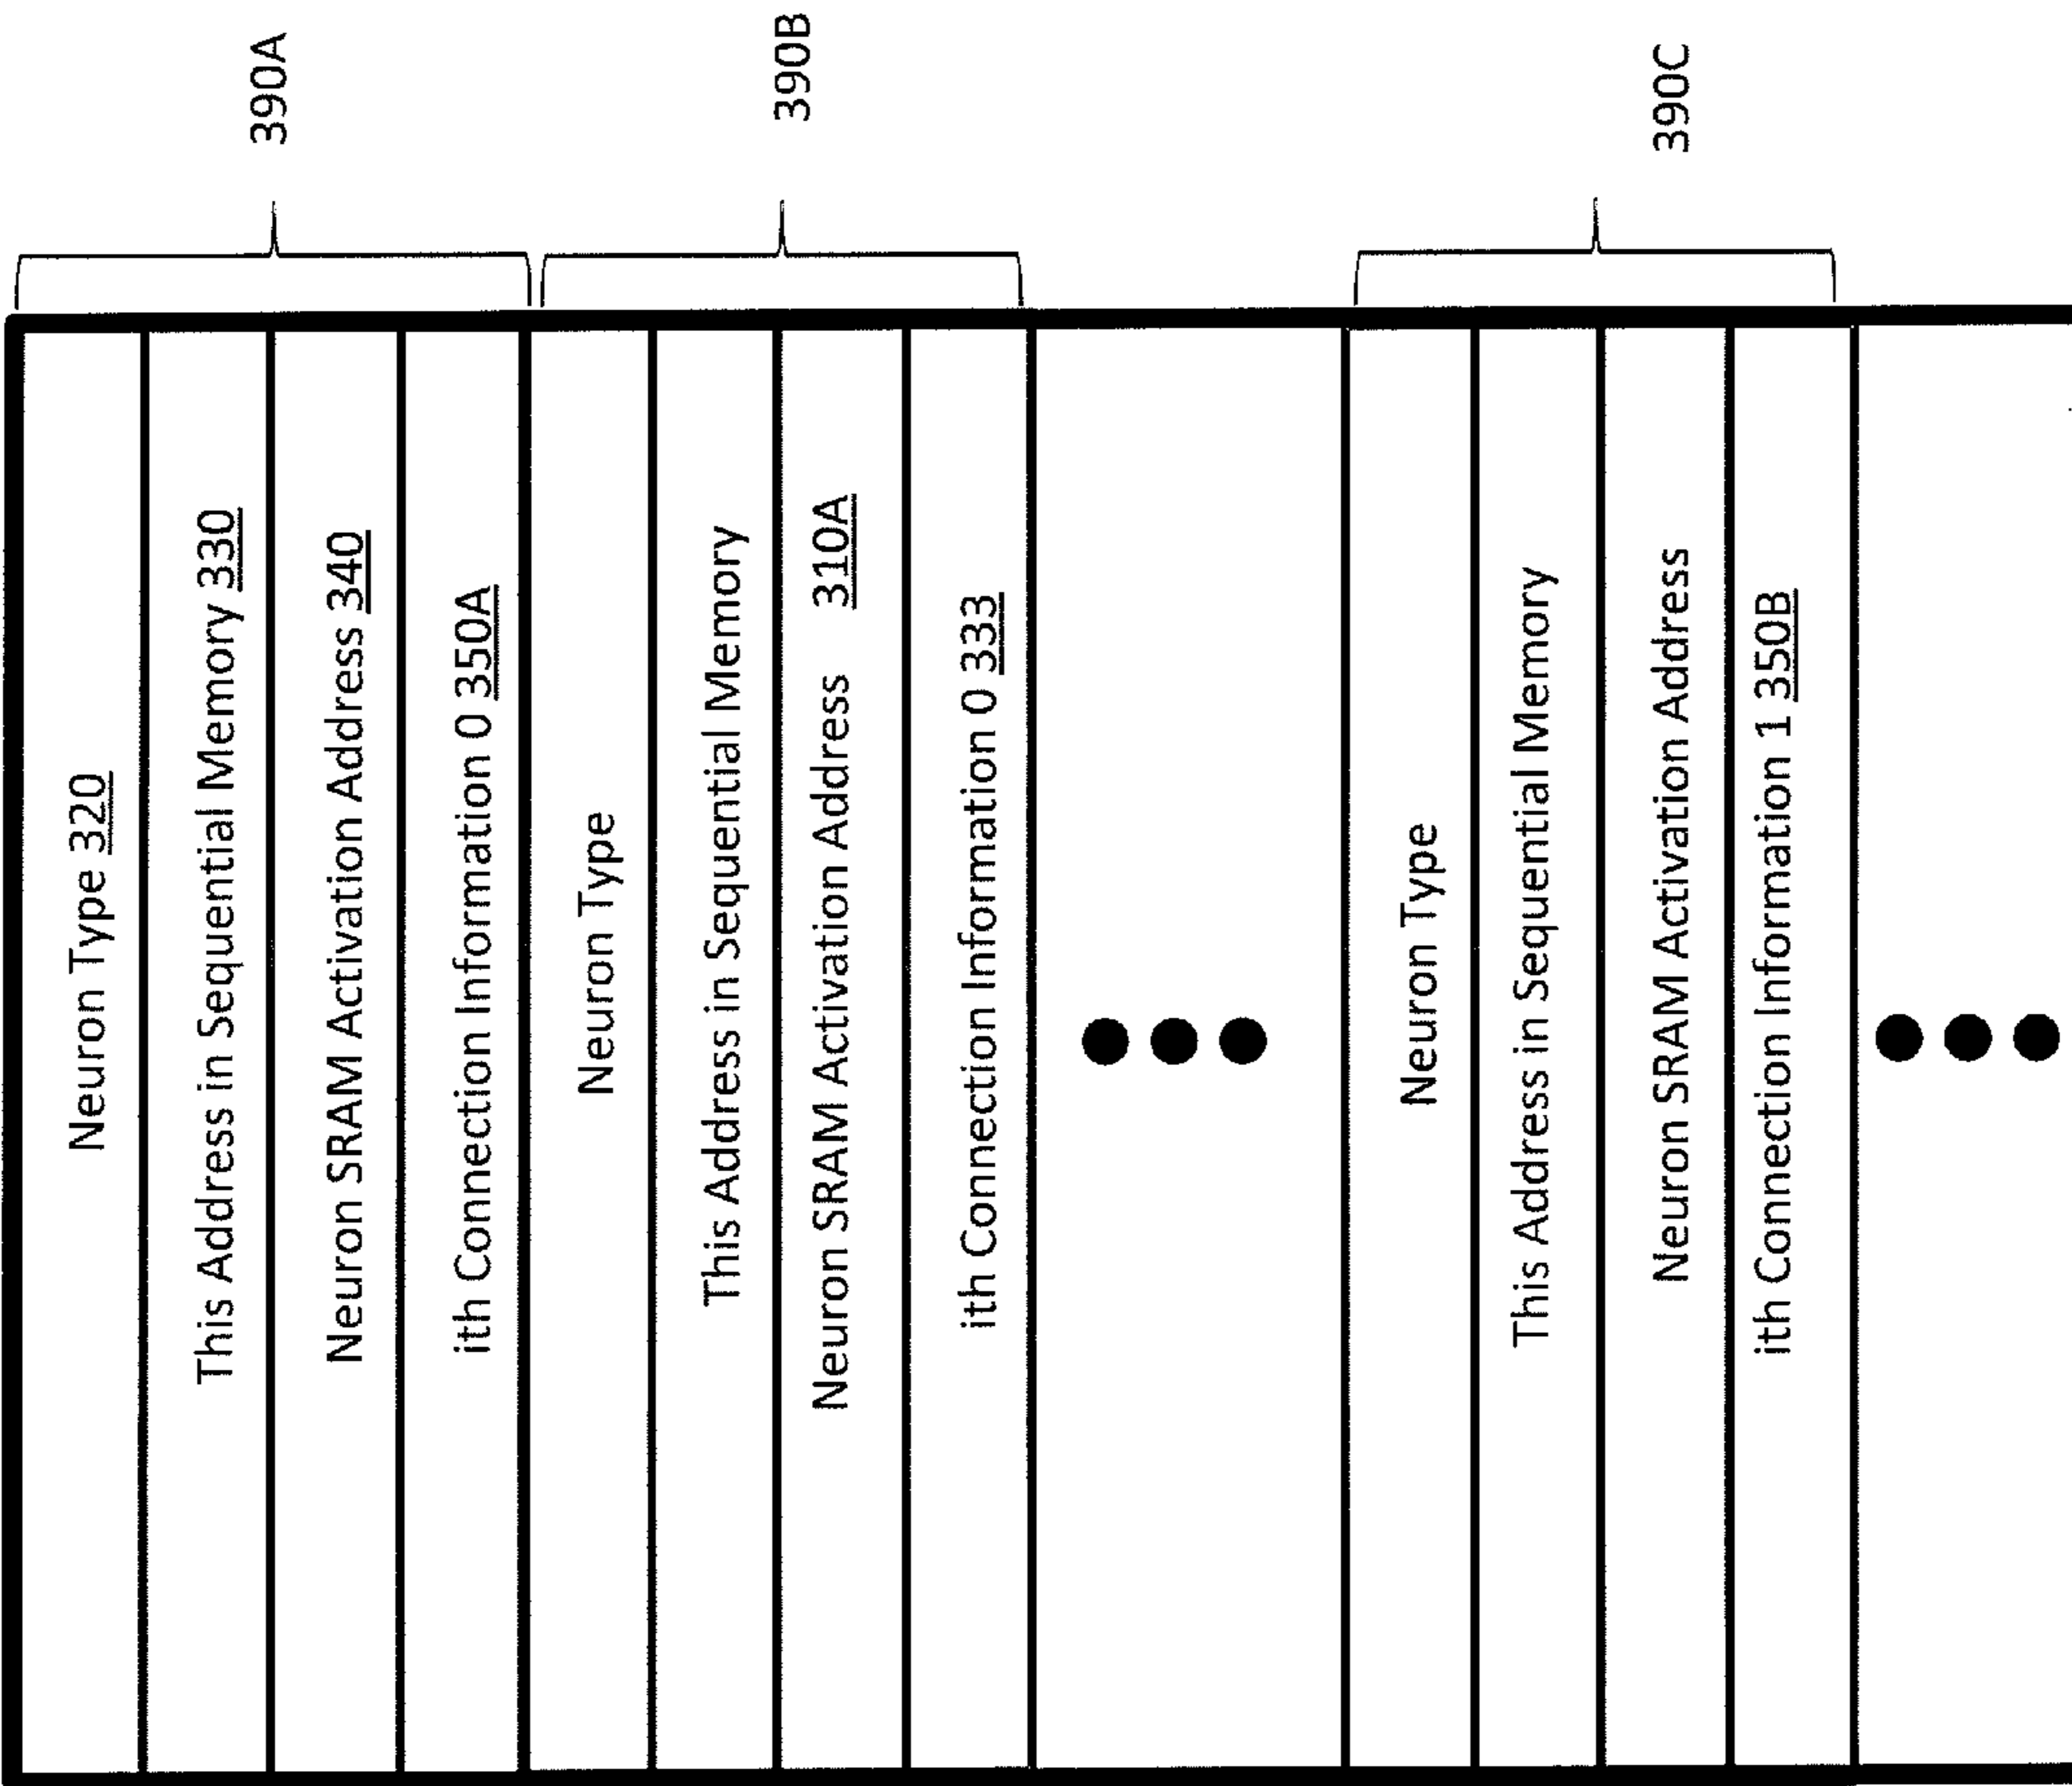 Neuron Type 320
This Address in Sequential Memory 330
Neuron SRAM Activation Address 340
ith Connection Information 0 350A
390A
Neuron Type
This Address in Sequential Memory
Neuron SRAM Activation Address 310A
ith Connection Information 0 333
390B
Neuron Type
This Address in Sequential Memory
Neuron SRAM Activation Address
ith Connection Information 1 350B
390C